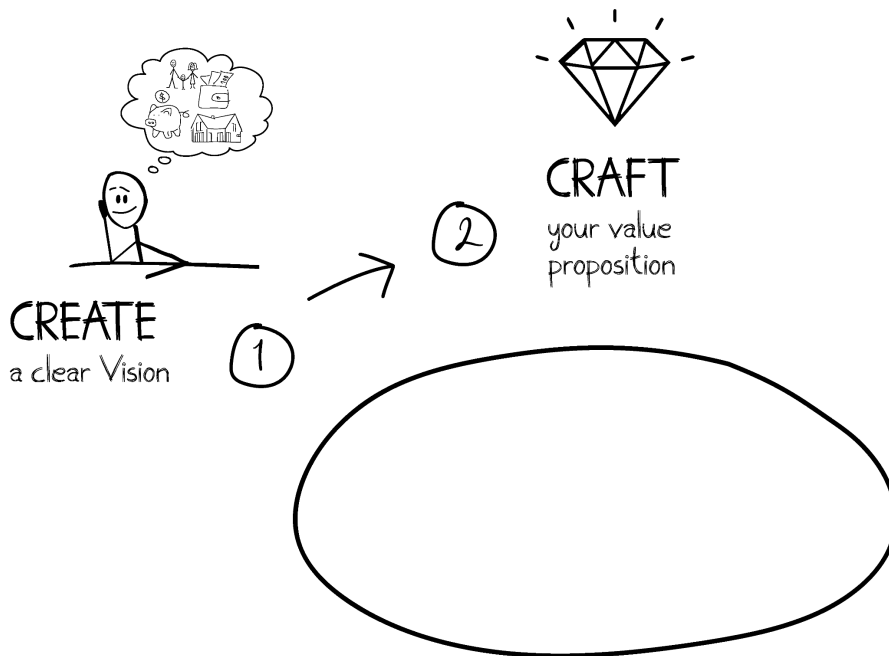 CREATE
a clear Vision
1
2
CRAFT
your value
proposition
$